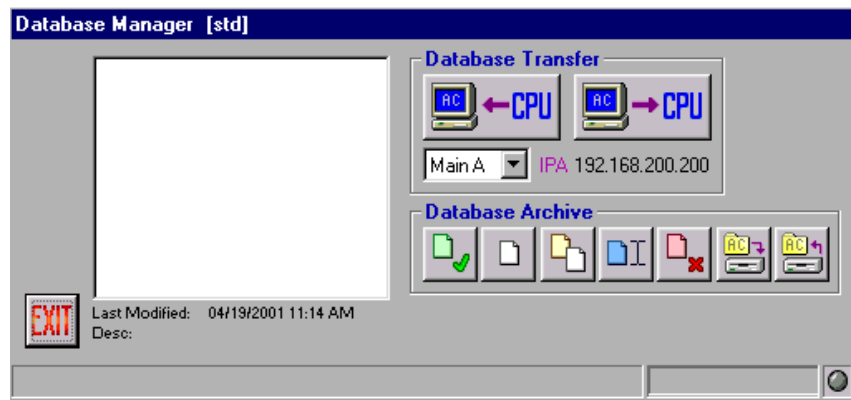 Database Manager [std]
Database Transfer
AC CPU AC CPU
Main A IPA 192.168.200.200
Database Archive
AC AC
EXIT
Last Modified: 04/19/2001 11:14 AM
Desc: